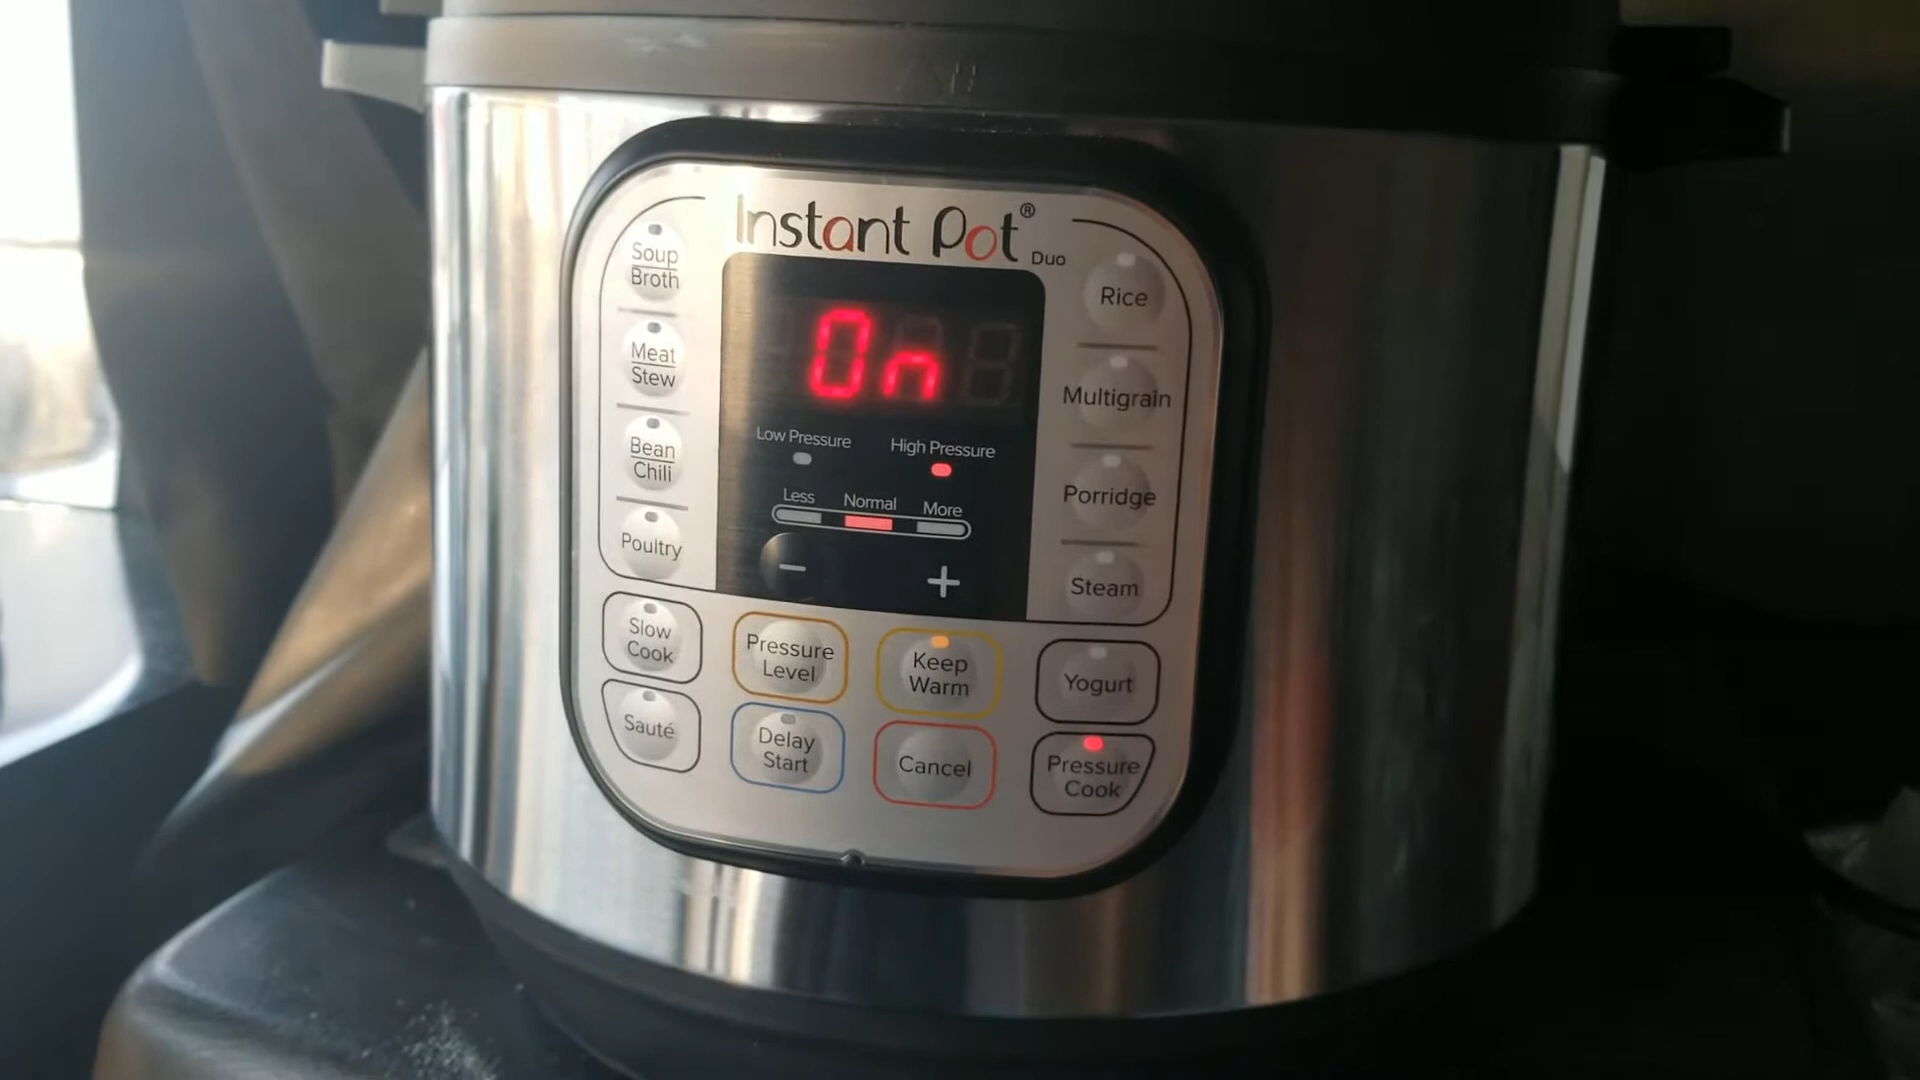 Instant Pot®
Duo
Soup
Broth
Meat
Stew
Bean
Chili
Poultry
On
Low Pressure
High Pressure
Less
Normal
More
−
+
Rice
Multigrain
Porridge
Steam
Slow
Cook
Pressure
Level
Keep
Warm
Yogurt
Sauté
Delay
Start
Cancel
Pressure
Cook